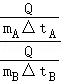 Q
m_A △ t_A
Q
m_B △ t_B